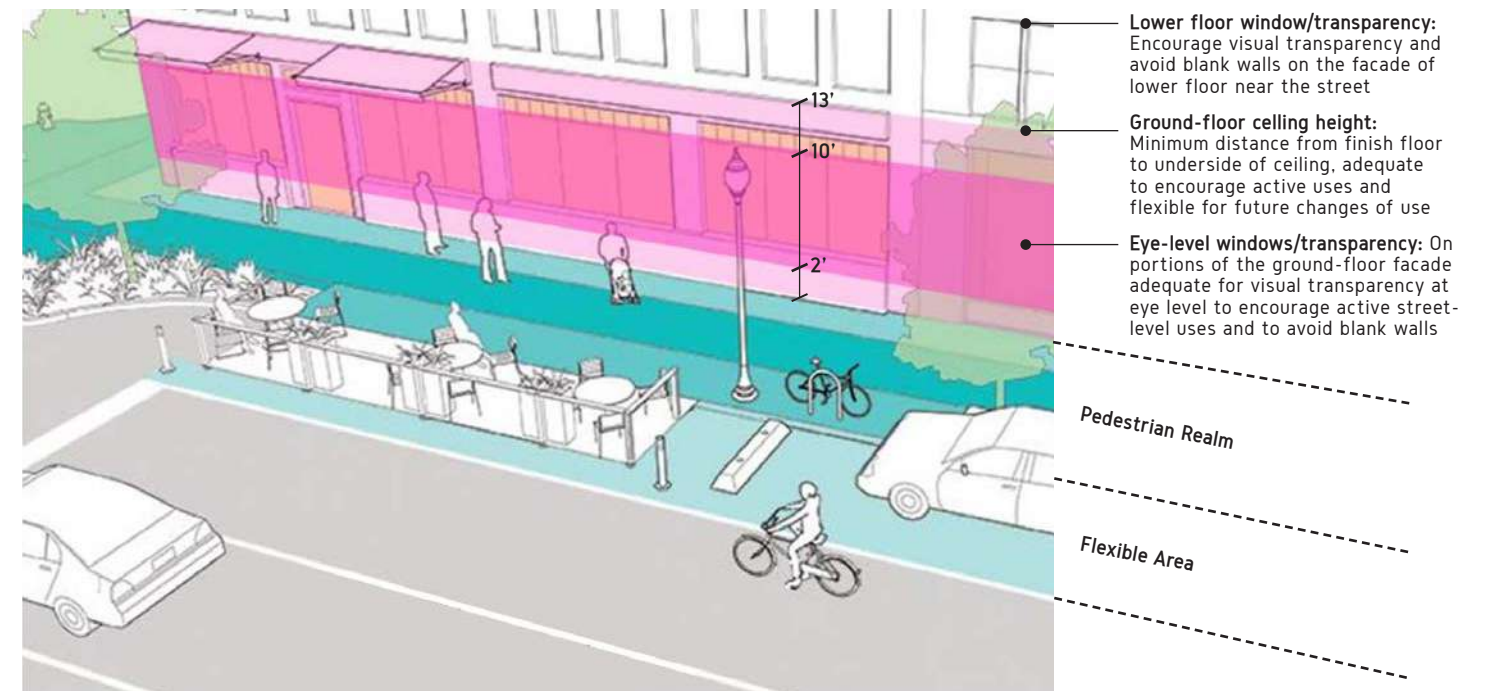 Lower floor window/transparency:
Encourage visual transparency and
avoid blank walls on the facade of
lower floor near the street
13’
Ground-floor celling height:
10’
Minimum distance from finish floor
to underside of ceiling, adequate
to encourage active uses and
flexible for future changes of use
Eye-level windows/transparency: On
2’
portions of the ground-floor facade
adequate for visual transparency at
eye level to encourage active street-
level uses and to avoid blank walls
Pedestrian Realm
Flexible Area